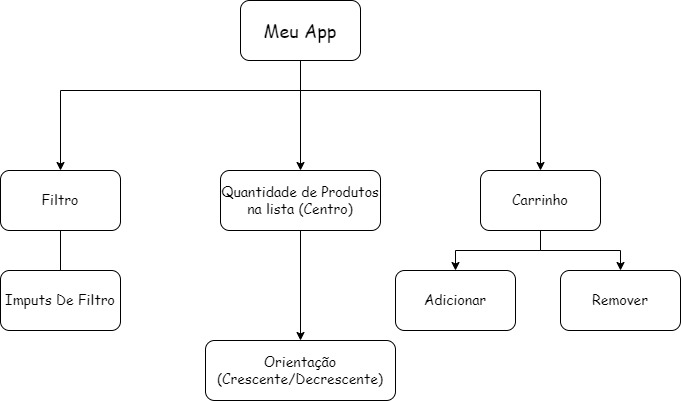 Meu App
Filtro
Quantidade de Produtos
na lista (Centro)
Carrinho
Imputs De Filtro
Adicionar
Remover
Orientação
(Crescente/Decrescente)